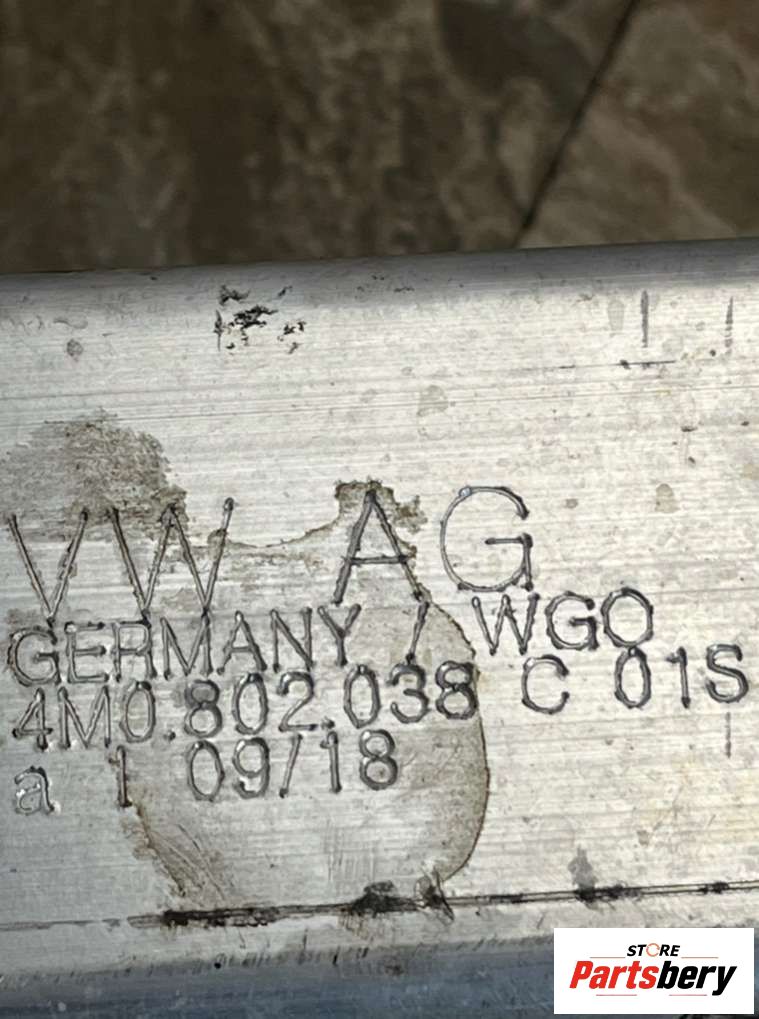 VW AG
GERMANY / WGO
4M0.802.038 C 01S
a 1 09/18
STORE
Partsbery